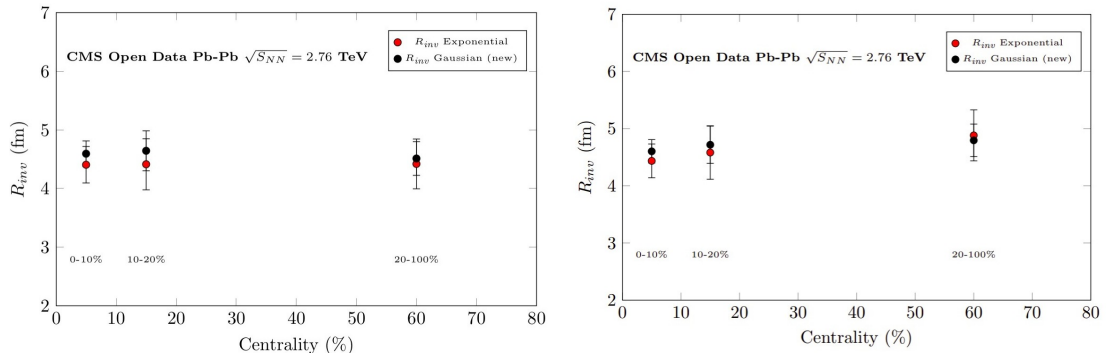 7
6
5
4
3
2
R_inv (fm)
CMS Open Data Pb-Pb √S_NN = 2.76 TeV
R_inv Exponential
R_inv Gaussian (new)
0-10%
10-20%
20-100%
0 10 20 30 40 50 60 70 80
Centrality (%)
7
6
5
4
3
2
R_inv (fm)
CMS Open Data Pb-Pb √S_NN = 2.76 TeV
R_inv Exponential
R_inv Gaussian (new)
0-10%
10-20%
20-100%
0 10 20 30 40 50 60 70 80
Centrality (%)